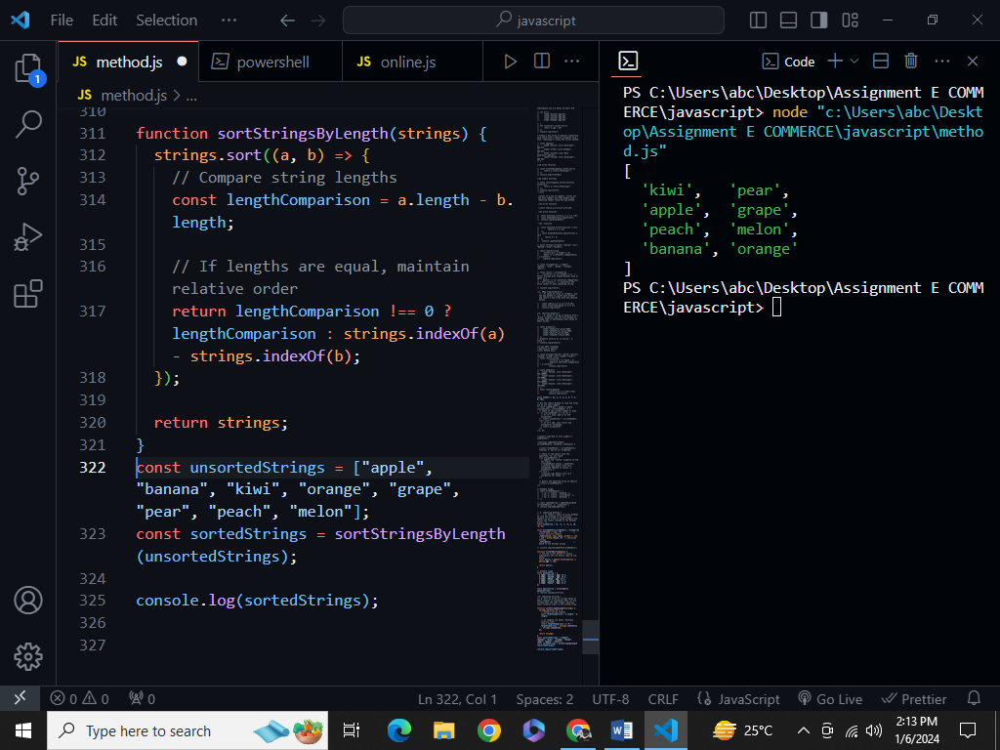 File Edit Selection ··· javascript
JS method.js powershell JS online.js ···
JS method.js > ...
310
311 function sortStringsByLength(strings) {
312 strings.sort((a, b) => {
313 // Compare string lengths
314 const lengthComparison = a.length - b.
length;
315
316 // If lengths are equal, maintain
relative order
317 return lengthComparison !== 0 ?
lengthComparison : strings.indexOf(a)
- strings.indexOf(b);
318 });
319
320 return strings;
321 }
322 const unsortedStrings = ["apple",
"banana", "kiwi", "orange", "grape",
"pear", "peach", "melon"];
323 const sortedStrings = sortStringsByLength
(unsortedStrings);
324
325 console.log(sortedStrings);
326
327
Code ···
PS C:\Users\abc\Desktop\Assignment E COMM
ERCE\javascript> node "c:\Users\abc\Deskt
op\Assignment E COMMERCE\javascript\metho
d.js"
[
'kiwi', 'pear',
'apple', 'grape',
'peach', 'melon',
'banana', 'orange'
]
PS C:\Users\abc\Desktop\Assignment E COMM
ERCE\javascript>
1
0 0 0 Ln 322, Col 1 Spaces: 2 UTF-8 CRLF {} JavaScript Go Live Prettier
Type here to search 25°C 2:13 PM
1/6/2024